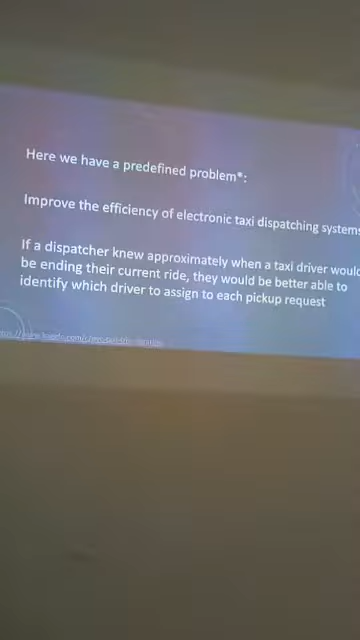 Here we have a predefined problem*:
Improve the efficiency of electronic taxi dispatching systems
If a dispatcher knew approximately when a taxi driver would
be ending their current ride, they would be better able to
identify which driver to assign to each pickup request